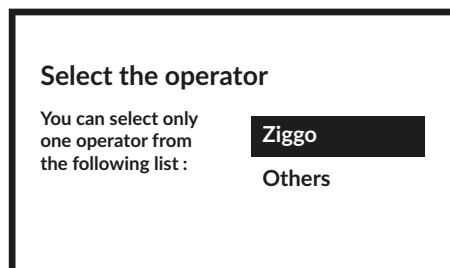 Select the operator
You can select only
one operator from
the following list :
Ziggo
Others